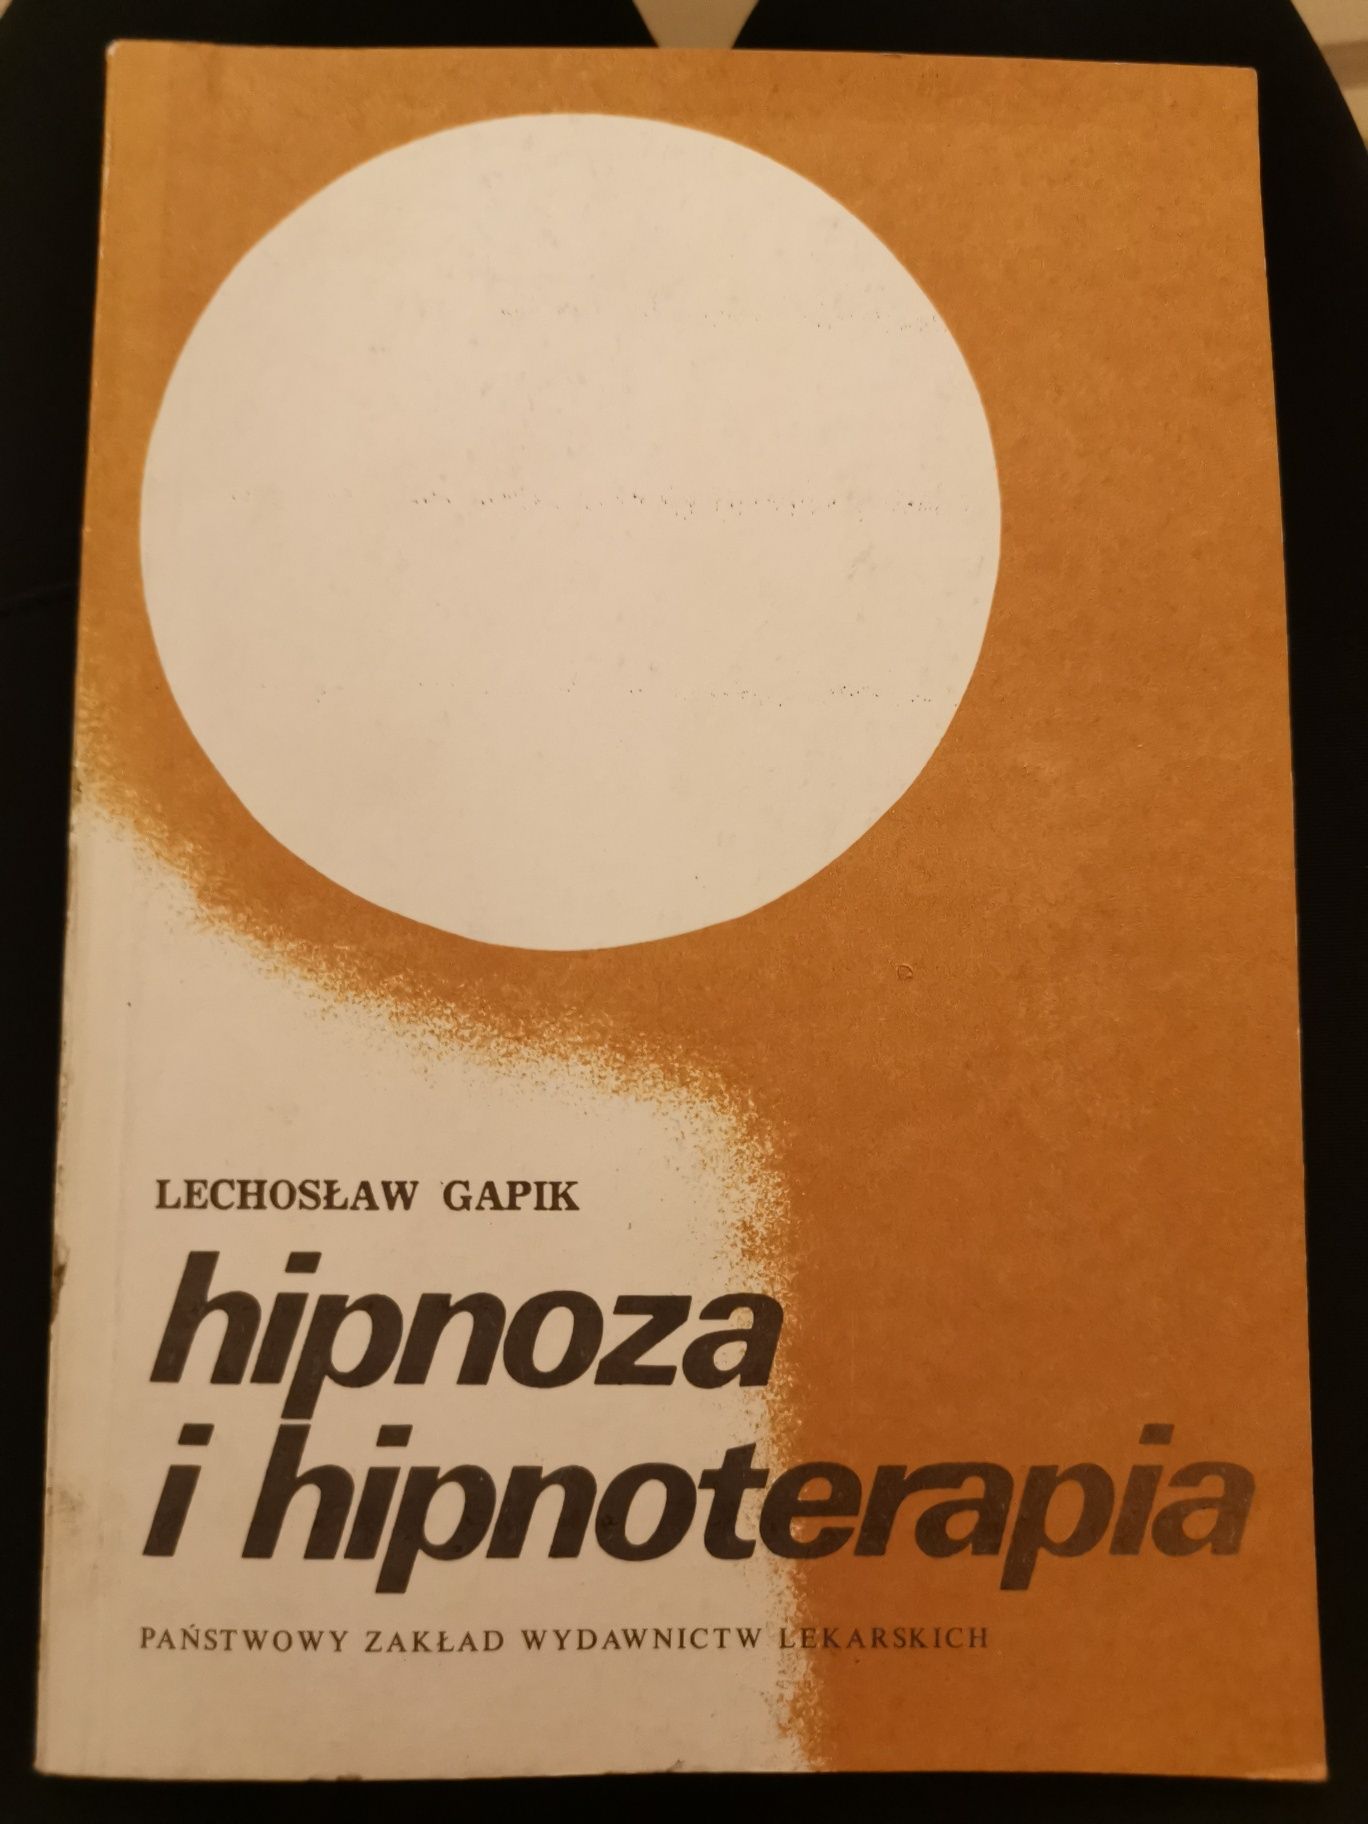 LECHOSŁAW GAPIK
hipnoza
i hipnoterapia
PAŃSTWOWY ZAKŁAD WYDAWNICTW LEKARSKICH